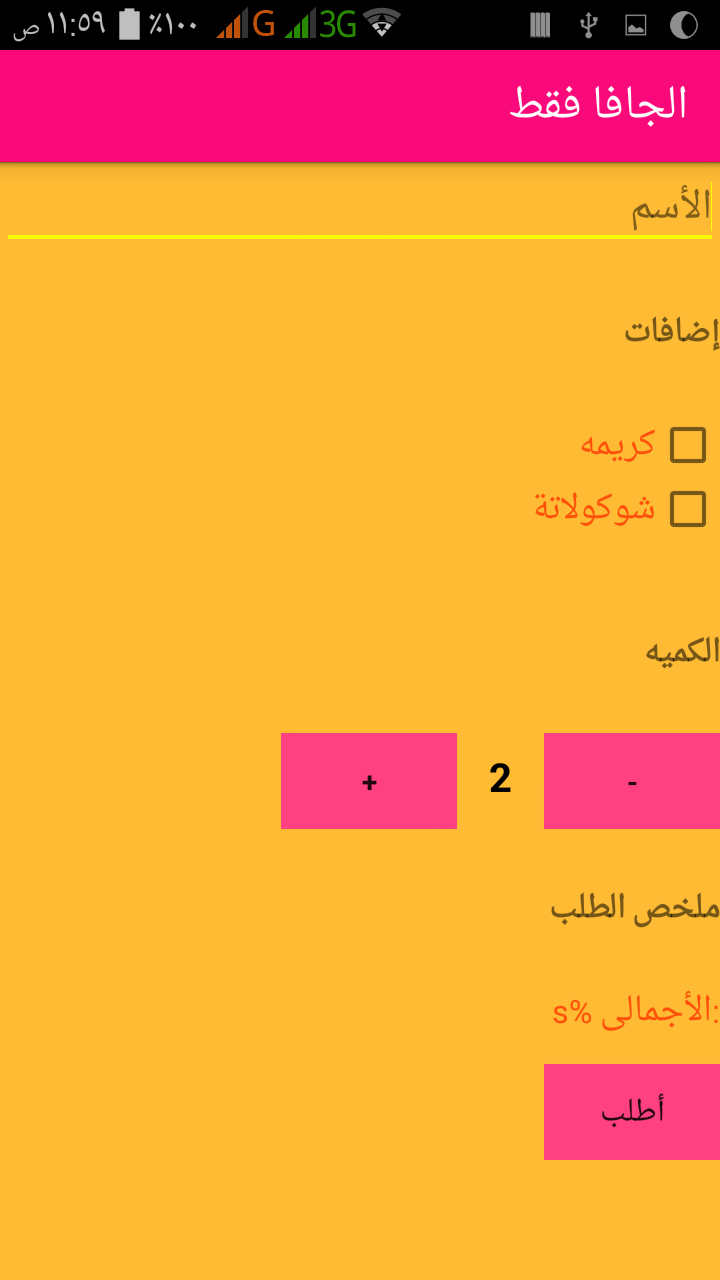 ١١:٥٩ ص ٪١٠٠ G 3G
الجافا فقط
الأسم
إضافات
كريمه
شوكولاتة
الكميه
- 2 +
ملخص الطلب
:الأجمالى %s
أطلب